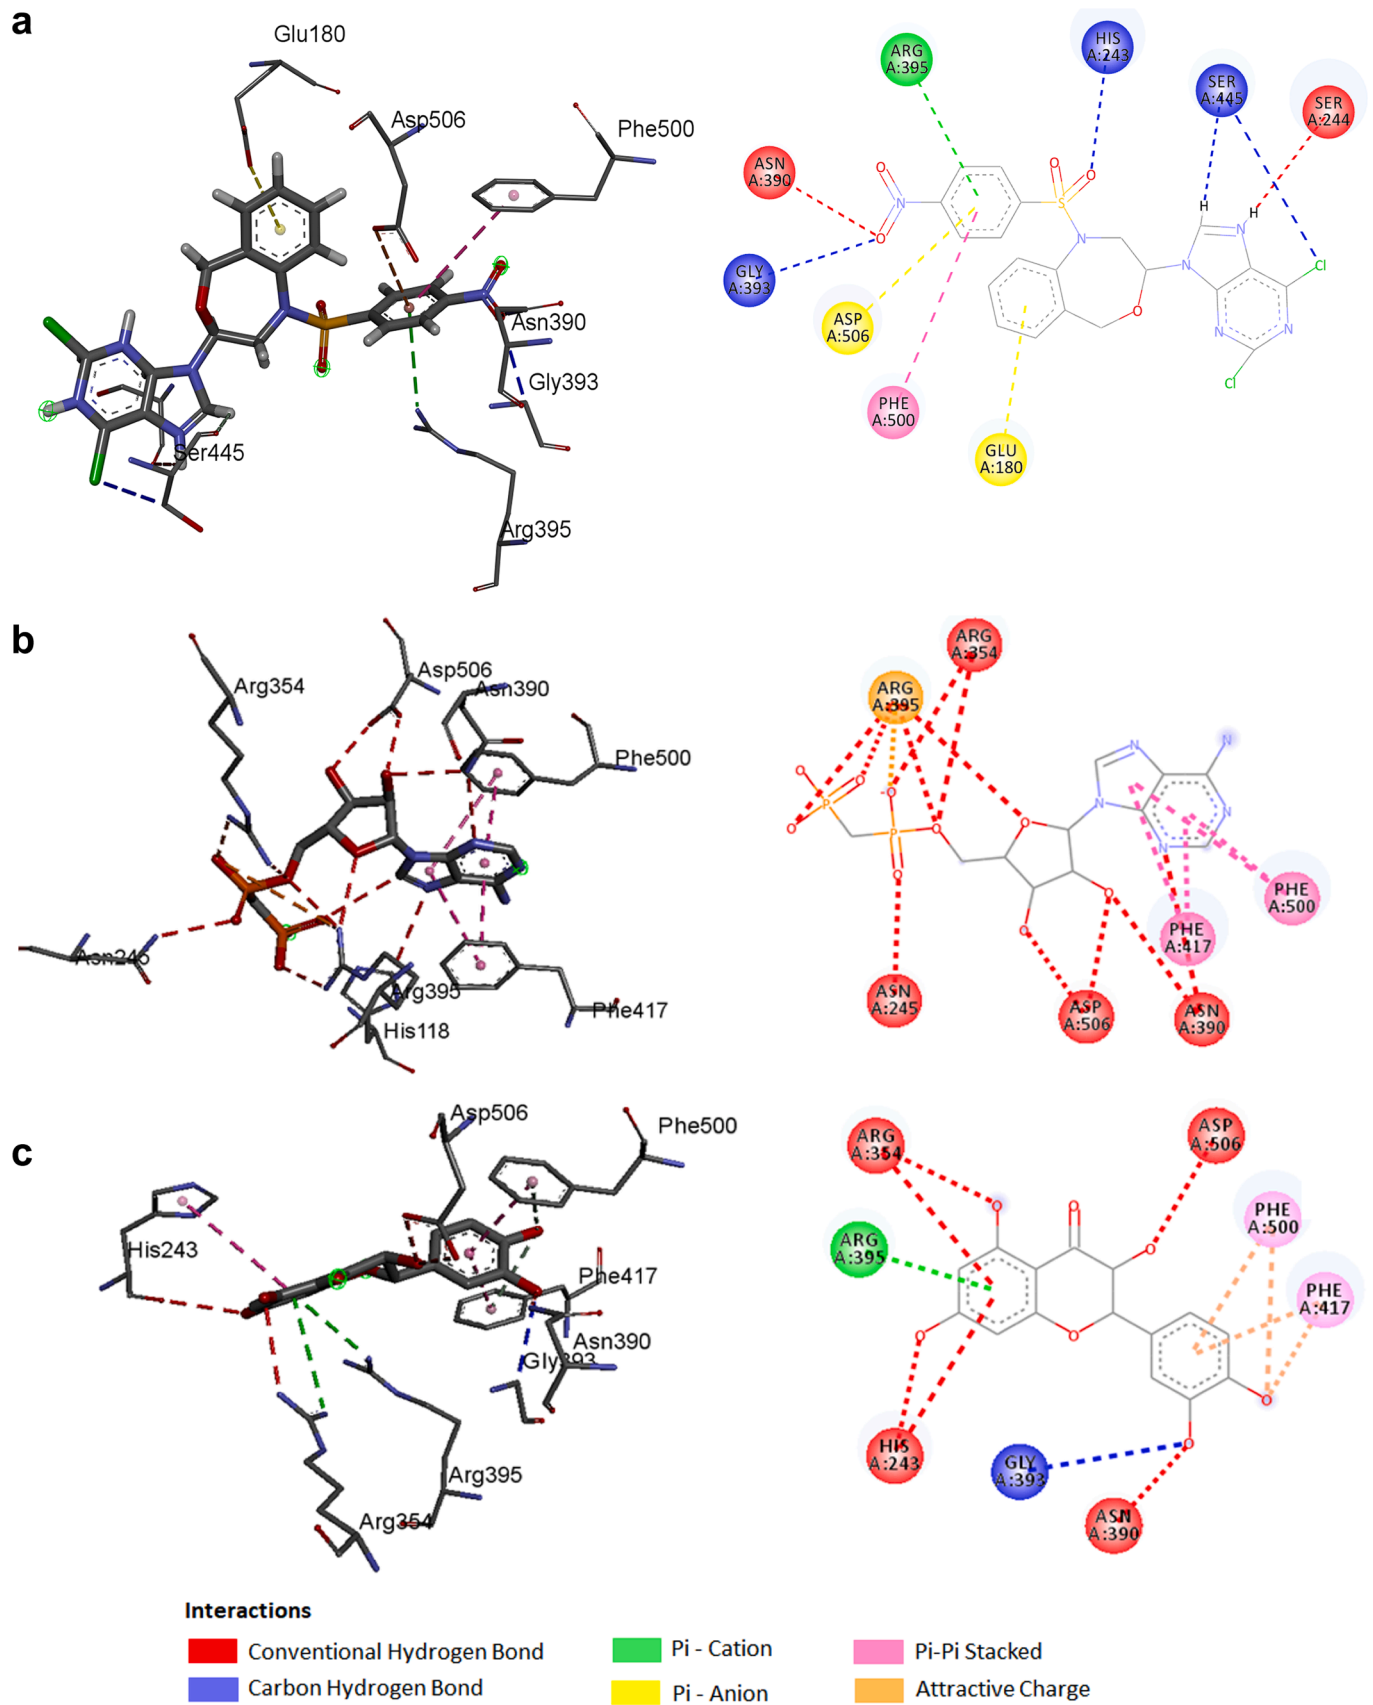 a
Glu180
Asp506
Phe500
Asn390
Gly393
Ser445
Arg395
ARG
A:395
HIS
A:243
SER
A:445
SER
A:244
ASN
A:390
GLY
A:393
ASP
A:506
PHE
A:500
GLU
A:180
O
O
N
O
O
S
N
H
H
N
N
N
N
O
Cl
Cl
b
Arg354
Asp506
Asn390
Phe500
Asn245
Arg395
His118
Phe417
ARG
A:354
ARG
A:395
PHE
A:500
PHE
A:417
ASN
A:245
ASP
A:506
ASN
A:390
O
O
O
P
-O
P
O
O
O
O
O
N
N
N
N
N
c
Asp506
Phe500
His243
Phe417
Asn390
Gly393
Arg395
Arg354
ARG
A:354
ASP
A:506
ARG
A:395
PHE
A:500
PHE
A:417
HIS
A:243
GLY
A:393
ASN
A:390
O
O
O
O
O
O
O
Interactions
Conventional Hydrogen Bond
Pi - Cation
Pi-Pi Stacked
Carbon Hydrogen Bond
Pi - Anion
Attractive Charge